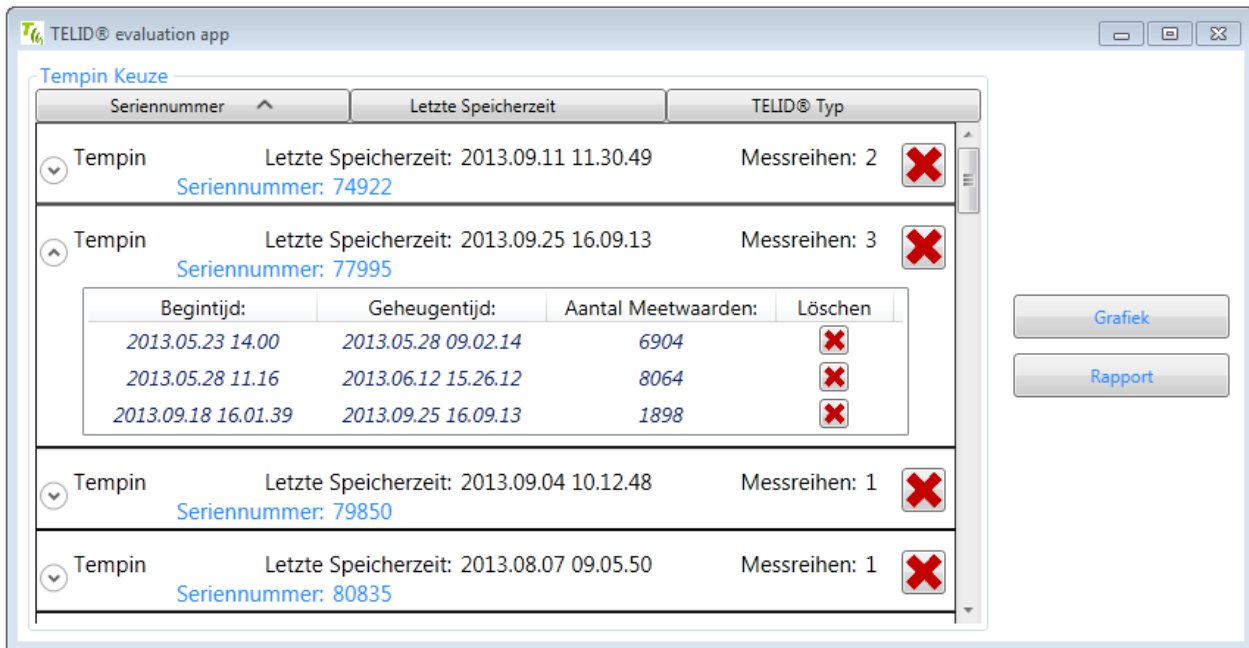 TELID® evaluation app
Tempin Keuze
Seriennummer Letzte Speicherzeit TELID® Typ
Tempin Letzte Speicherzeit: 2013.09.11 11.30.49 Messreihen: 2
Seriennummer: 74922
Tempin Letzte Speicherzeit: 2013.09.25 16.09.13 Messreihen: 3
Seriennummer: 77995
Begintijd: Geheugentijd: Aantal Meetwaarden: Löschen
2013.05.23 14.00 2013.05.28 09.02.14 6904
2013.05.28 11.16 2013.06.12 15.26.12 8064
2013.09.18 16.01.39 2013.09.25 16.09.13 1898
Tempin Letzte Speicherzeit: 2013.09.04 10.12.48 Messreihen: 1
Seriennummer: 79850
Tempin Letzte Speicherzeit: 2013.08.07 09.05.50 Messreihen: 1
Seriennummer: 80835
Grafiek
Rapport